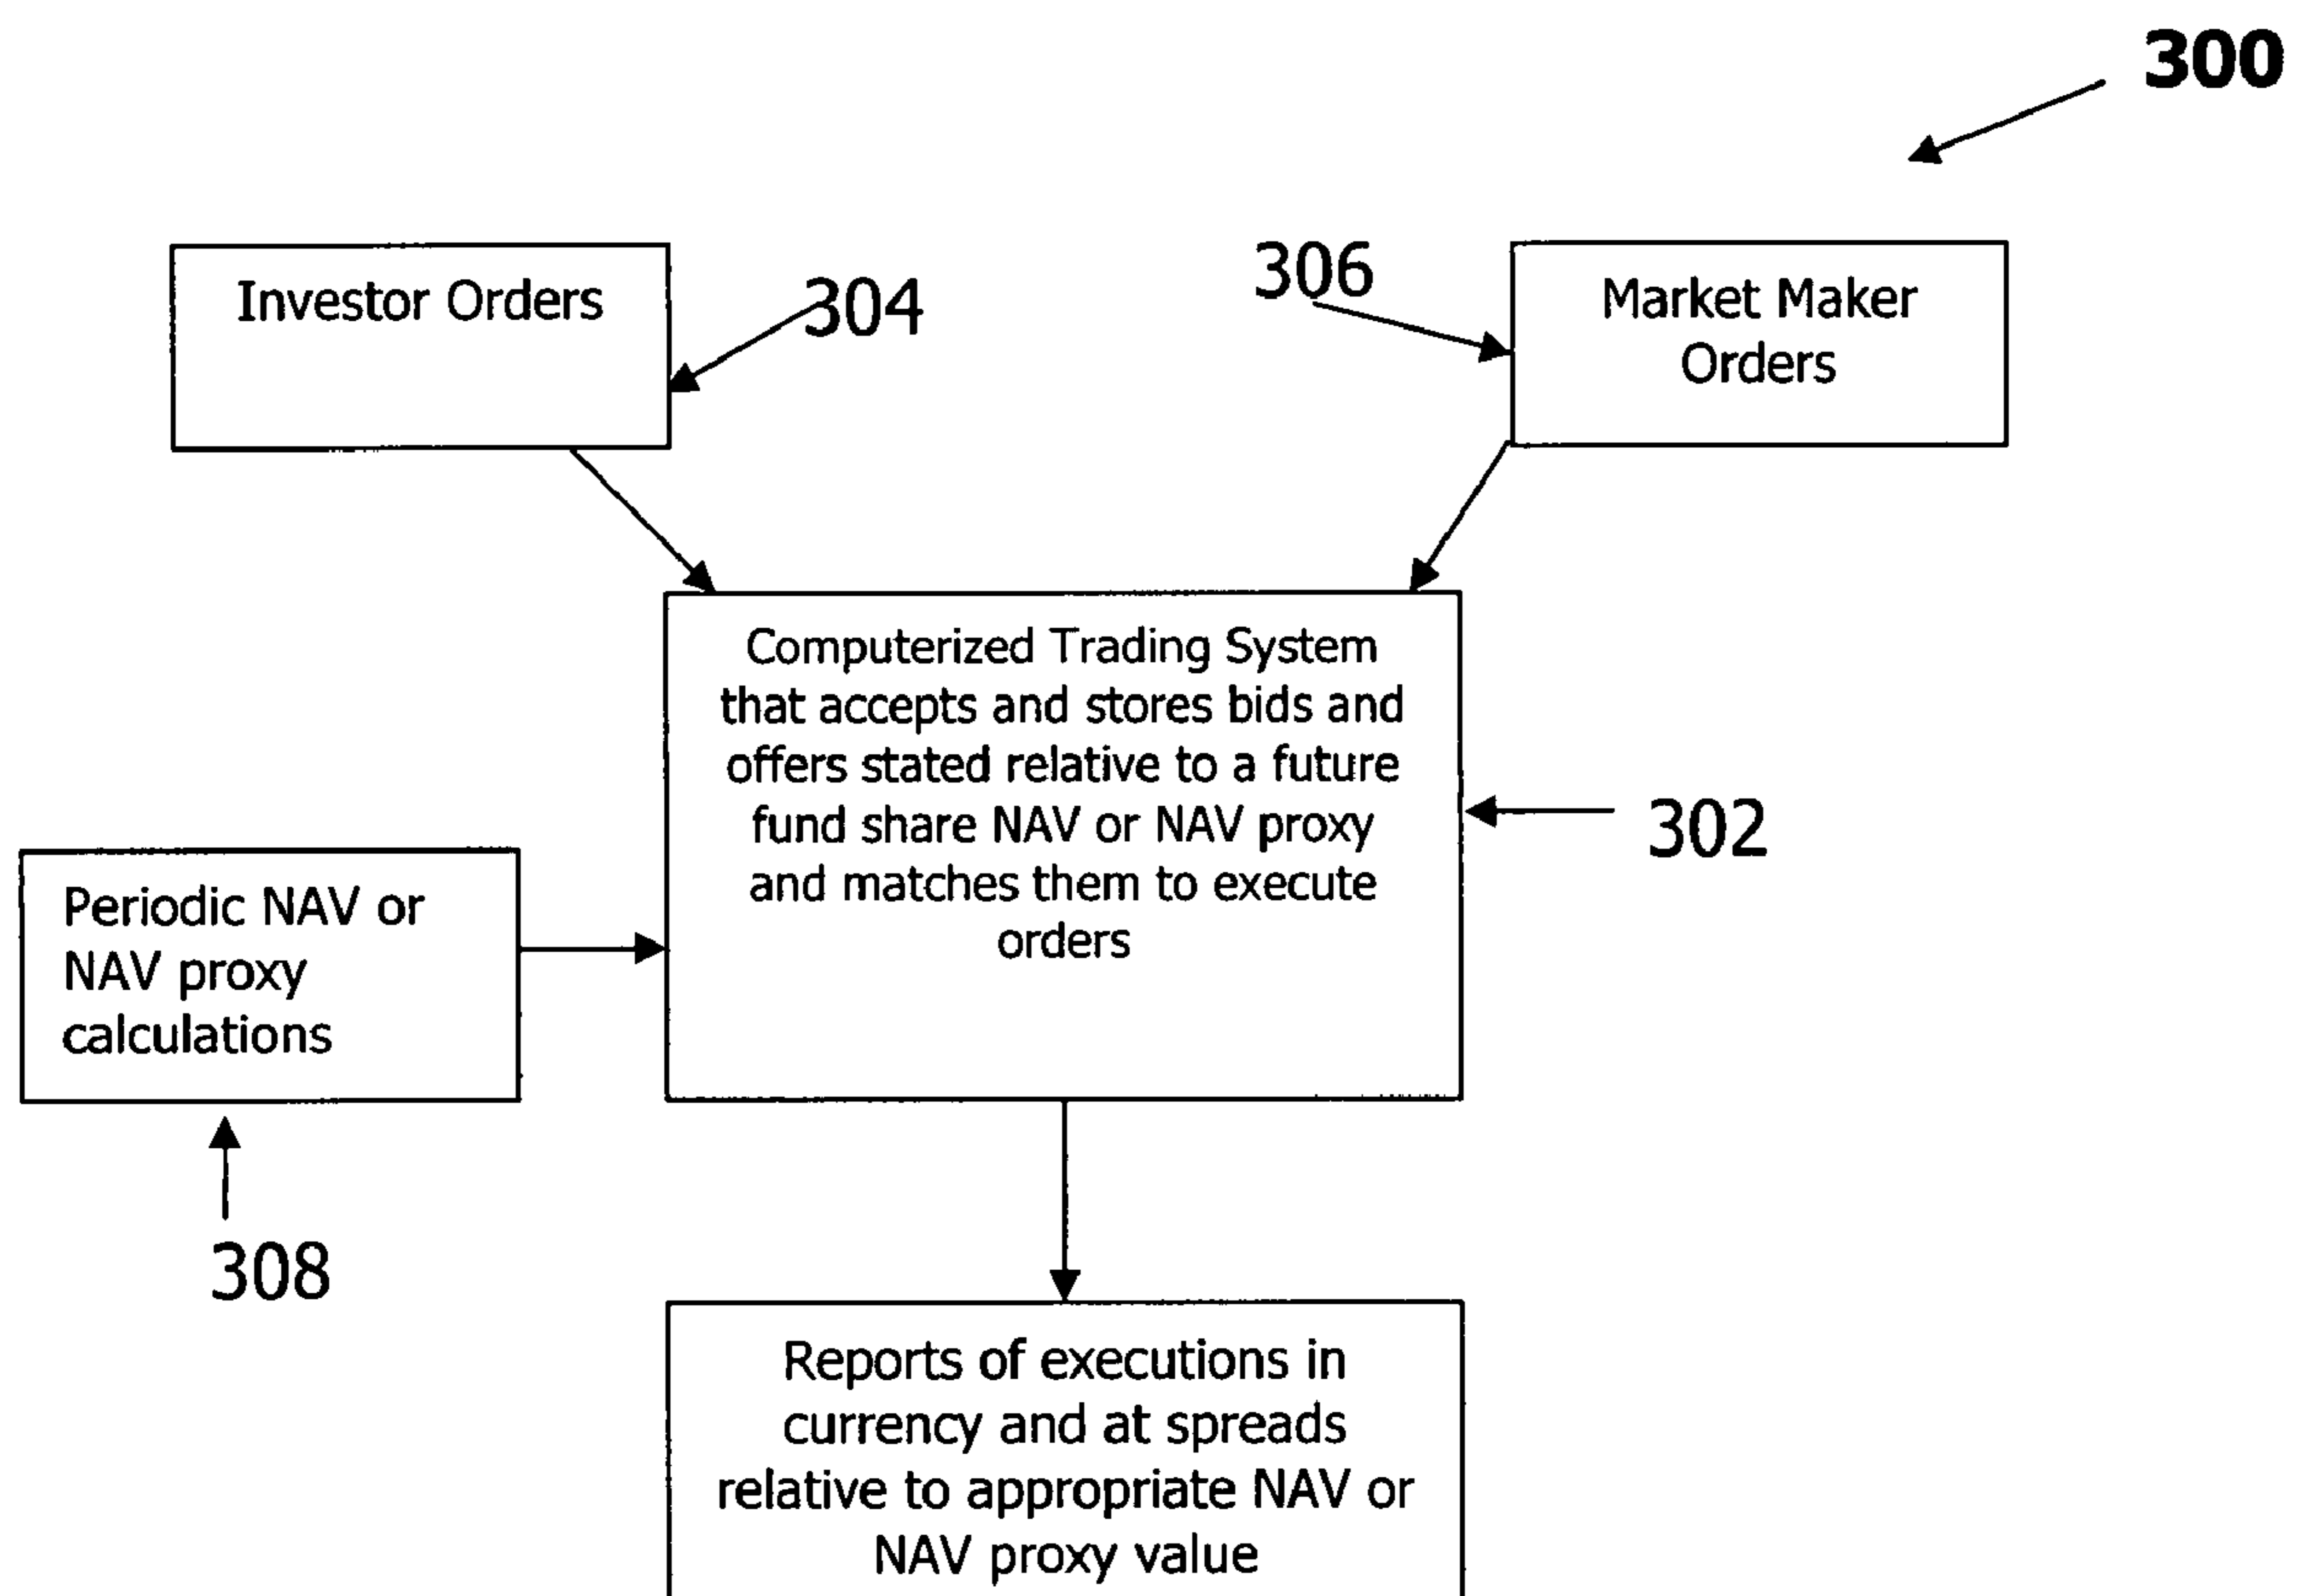 300
Investor Orders
304
306
Market Maker
Orders
Computerized Trading System
that accepts and stores bids and
offers stated relative to a future
fund share NAV or NAV proxy
and matches them to execute
orders
302
Periodic NAV or
NAV proxy
calculations
308
Reports of executions in
currency and at spreads
relative to appropriate NAV or
NAV proxy value